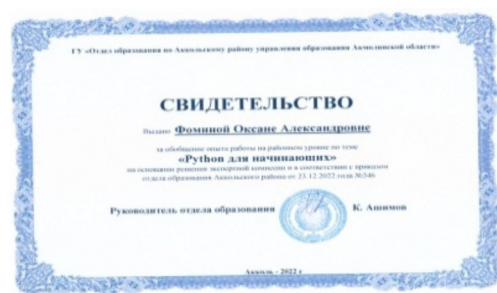 ГУ «Отдел образования по Аккольскому району управления образования Акмолинской области»
СВИДЕТЕЛЬСТВО
Выдано Фоминой Оксане Александровне
за обобщение опыта работы на районном уровне по теме
«Python для начинающих»
на основании решения экспертной комиссии и в соответствии с приказом
отдела образования Аккольского района от 23.12.2022 года №546
Руководитель отдела образования К. Ашимов
Акколь - 2022 г